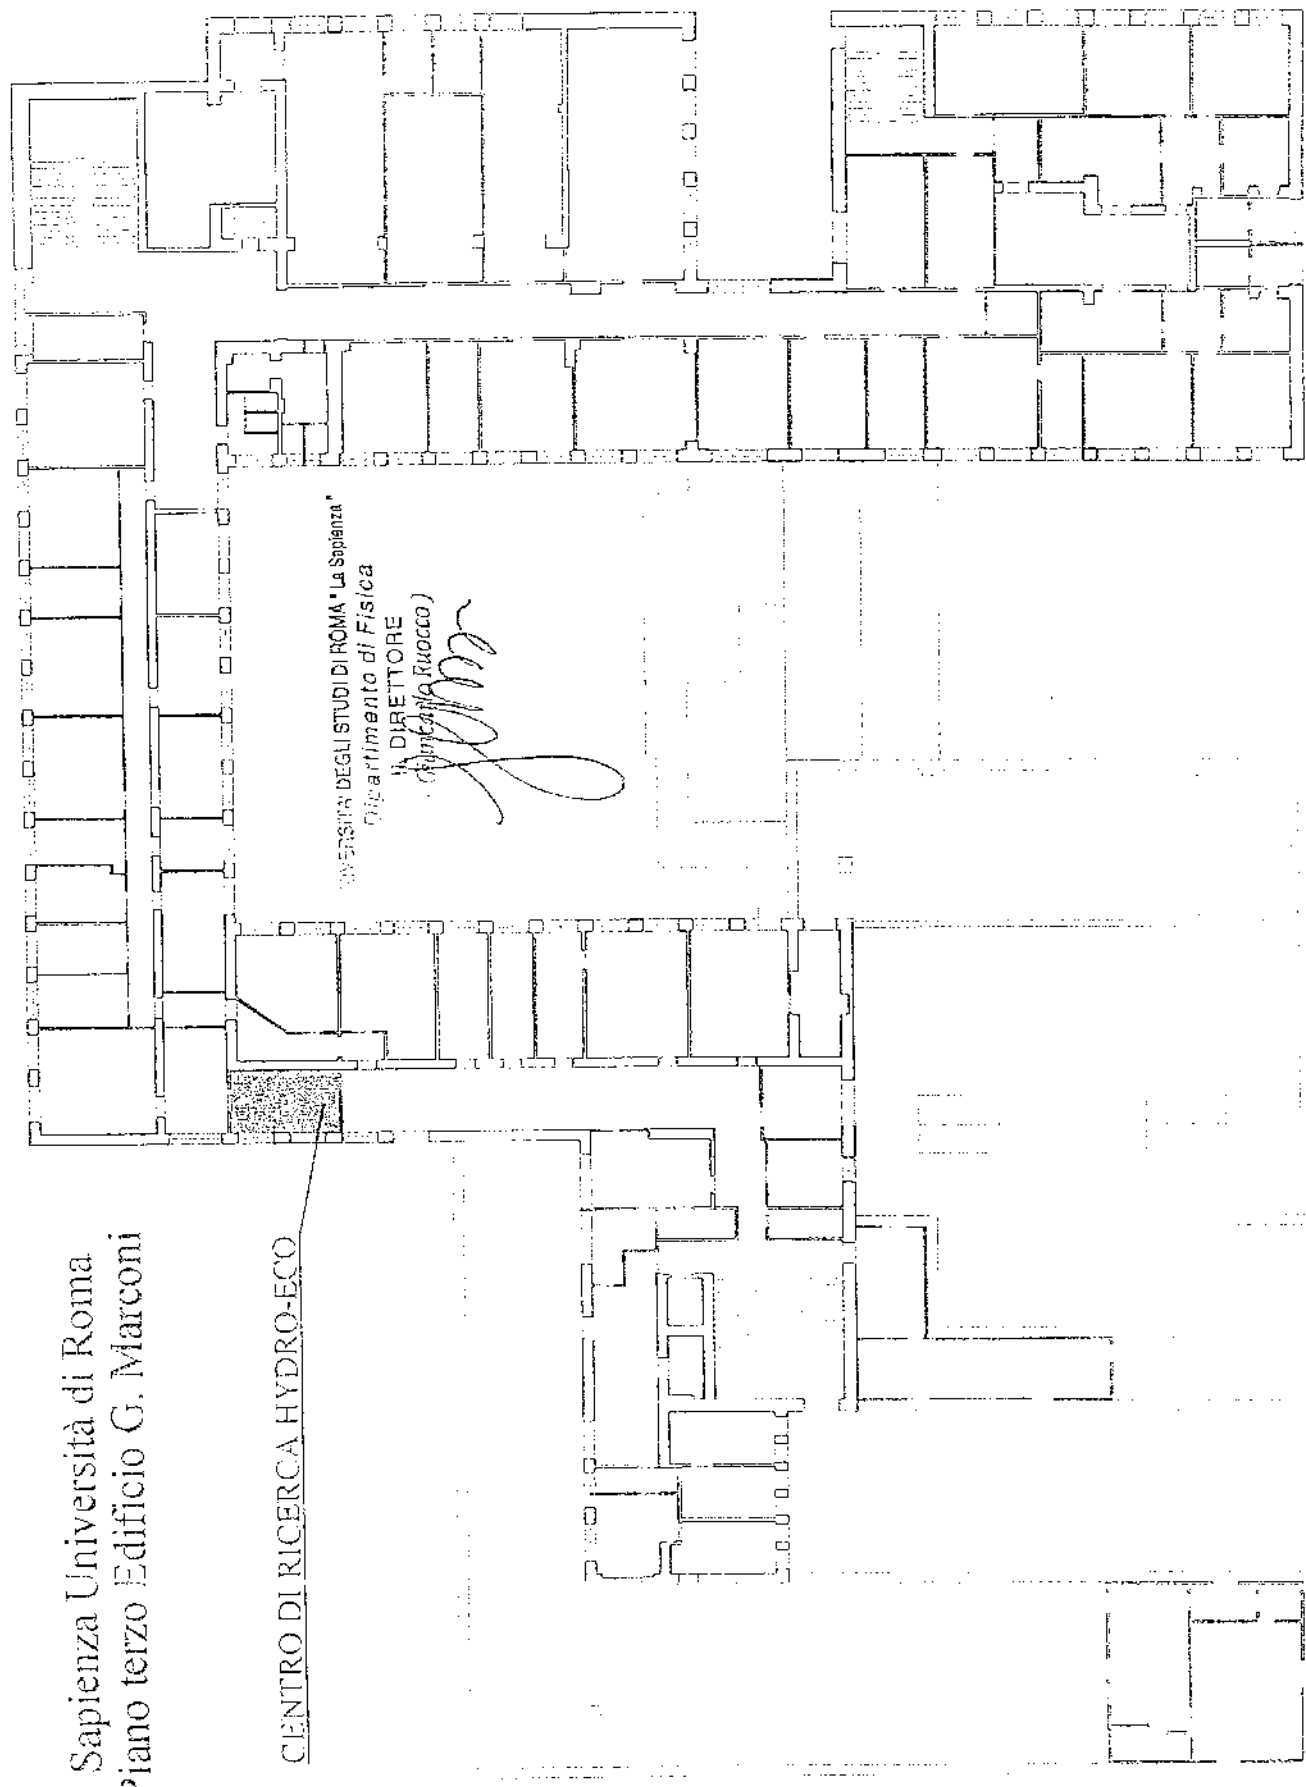 Sapienza Università di Roma
Piano terzo Edificio G. Marconi
CENTRO DI RICERCA HYDRO-ECO
DEGLI STUDI DI ROMA "La Sapienza"
Dipartimento di Fisica
IL DIRETTORE
Ruocco)